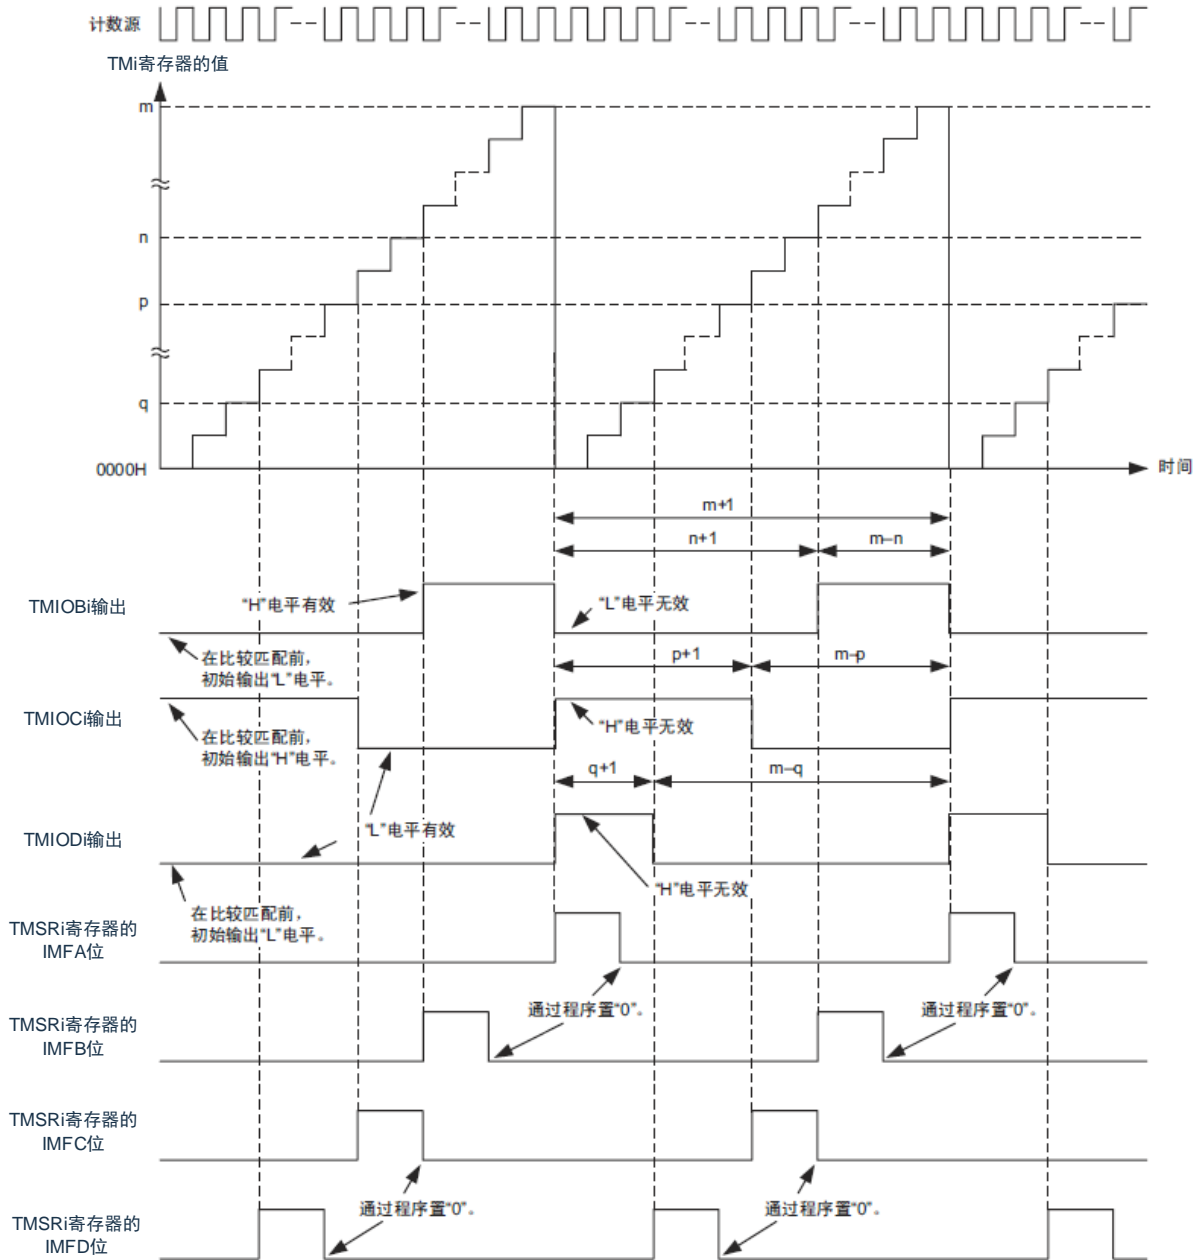 计数源
TMi寄存器的值
m
n
p
q
0000H
时间
m+1
n+1
m–n
TMIOBi输出
“H”电平有效
“L”电平无效
在比较匹配前，
初始输出“L”电平。
p+1
m–p
TMIOCi输出
“H”电平无效
在比较匹配前，
初始输出“H”电平。
q+1
m–q
TMIODi输出
“L”电平有效
“H”电平无效
在比较匹配前，
初始输出“L”电平。
TMSRi寄存器的
IMFA位
通过程序置“0”。
通过程序置“0”。
TMSRi寄存器的
IMFB位
TMSRi寄存器的
IMFC位
通过程序置“0”。
通过程序置“0”。
TMSRi寄存器的
IMFD位